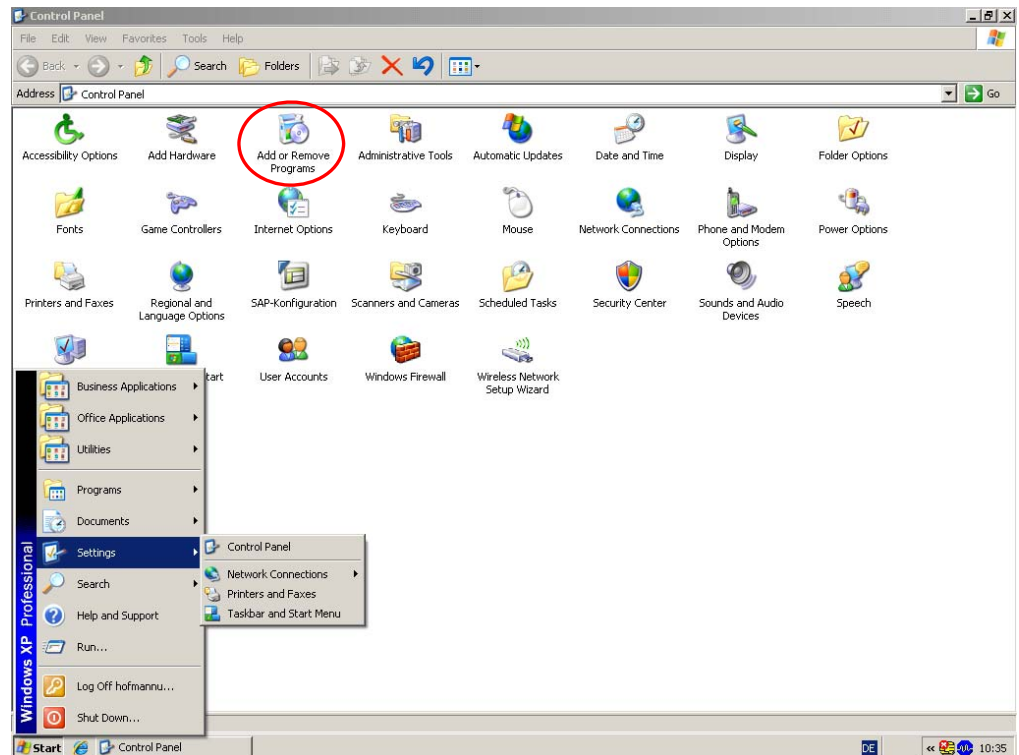 Control Panel
File Edit View Favorites Tools Help
Back Search Folders
Address Control Panel Go
Accessibility Options
Add Hardware
Add or Remove
Programs
Administrative Tools
Automatic Updates
Date and Time
Display
Folder Options
Fonts
Game Controllers
Internet Options
Keyboard
Mouse
Network Connections
Phone and Modem
Options
Power Options
Printers and Faxes
Regional and
Language Options
SAP-Konfiguration
Scanners and Cameras
Scheduled Tasks
Security Center
Sounds and Audio
Devices
Speech
tart
User Accounts
Windows Firewall
Wireless Network
Setup Wizard
Windows XP Professional
Business Applications
Office Applications
Utilities
Programs
Documents
Settings
Search
Help and Support
Run...
Log Off hofmannu...
Shut Down...
Control Panel
Network Connections
Printers and Faxes
Taskbar and Start Menu
Start Control Panel DE « 10:35